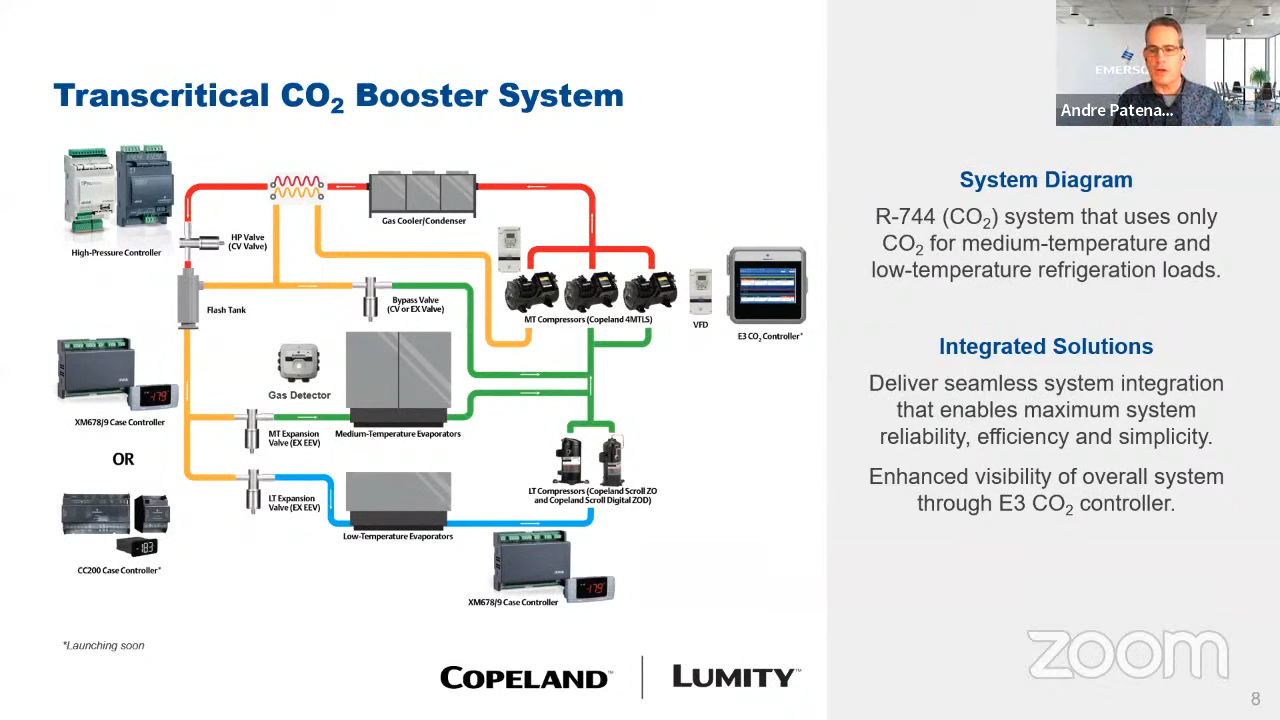 EMERSO
Andre Patena...
Transcritical CO₂ Booster System
High-Pressure Controller
HP Valve
(CV Valve)
Gas Cooler/Condenser
Flash Tank
Bypass Valve
(CV or EX Valve)
MT Compressors (Copeland 4MTLS)
VFD
E3 CO₂ Controller*
Gas Detector
XM678/9 Case Controller
MT Expansion
Valve (EX EEV)
Medium-Temperature Evaporators
OR
LT Expansion
Valve (EX EEV)
LT Compressors (Copeland Scroll ZO
and Copeland Scroll Digital ZOD)
Low-Temperature Evaporators
CC200 Case Controller*
XM678/9 Case Controller
*Launching soon
COPELAND™
LUMITY™
System Diagram
R-744 (CO₂) system that uses only
CO₂ for medium-temperature and
low-temperature refrigeration loads.
Integrated Solutions
Deliver seamless system integration
that enables maximum system
reliability, efficiency and simplicity.
Enhanced visibility of overall system
through E3 CO₂ controller.
zoom
8